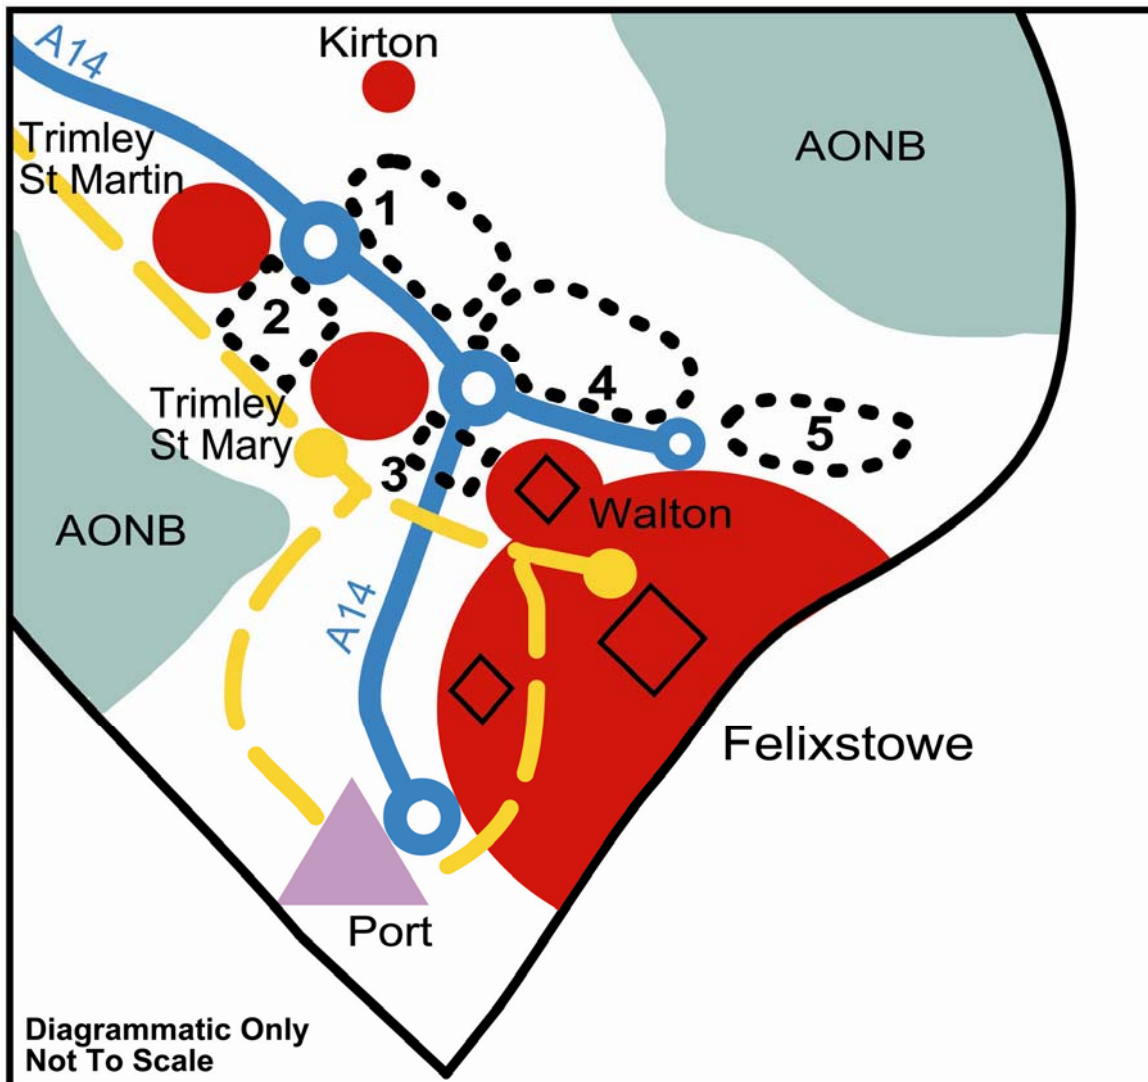 A14
Kirton
AONB
Trimley
St Martin
1
2
Trimley
St Mary
4
5
3
Walton
AONB
A14
Felixstowe
Port
Diagrammatic Only
Not To Scale